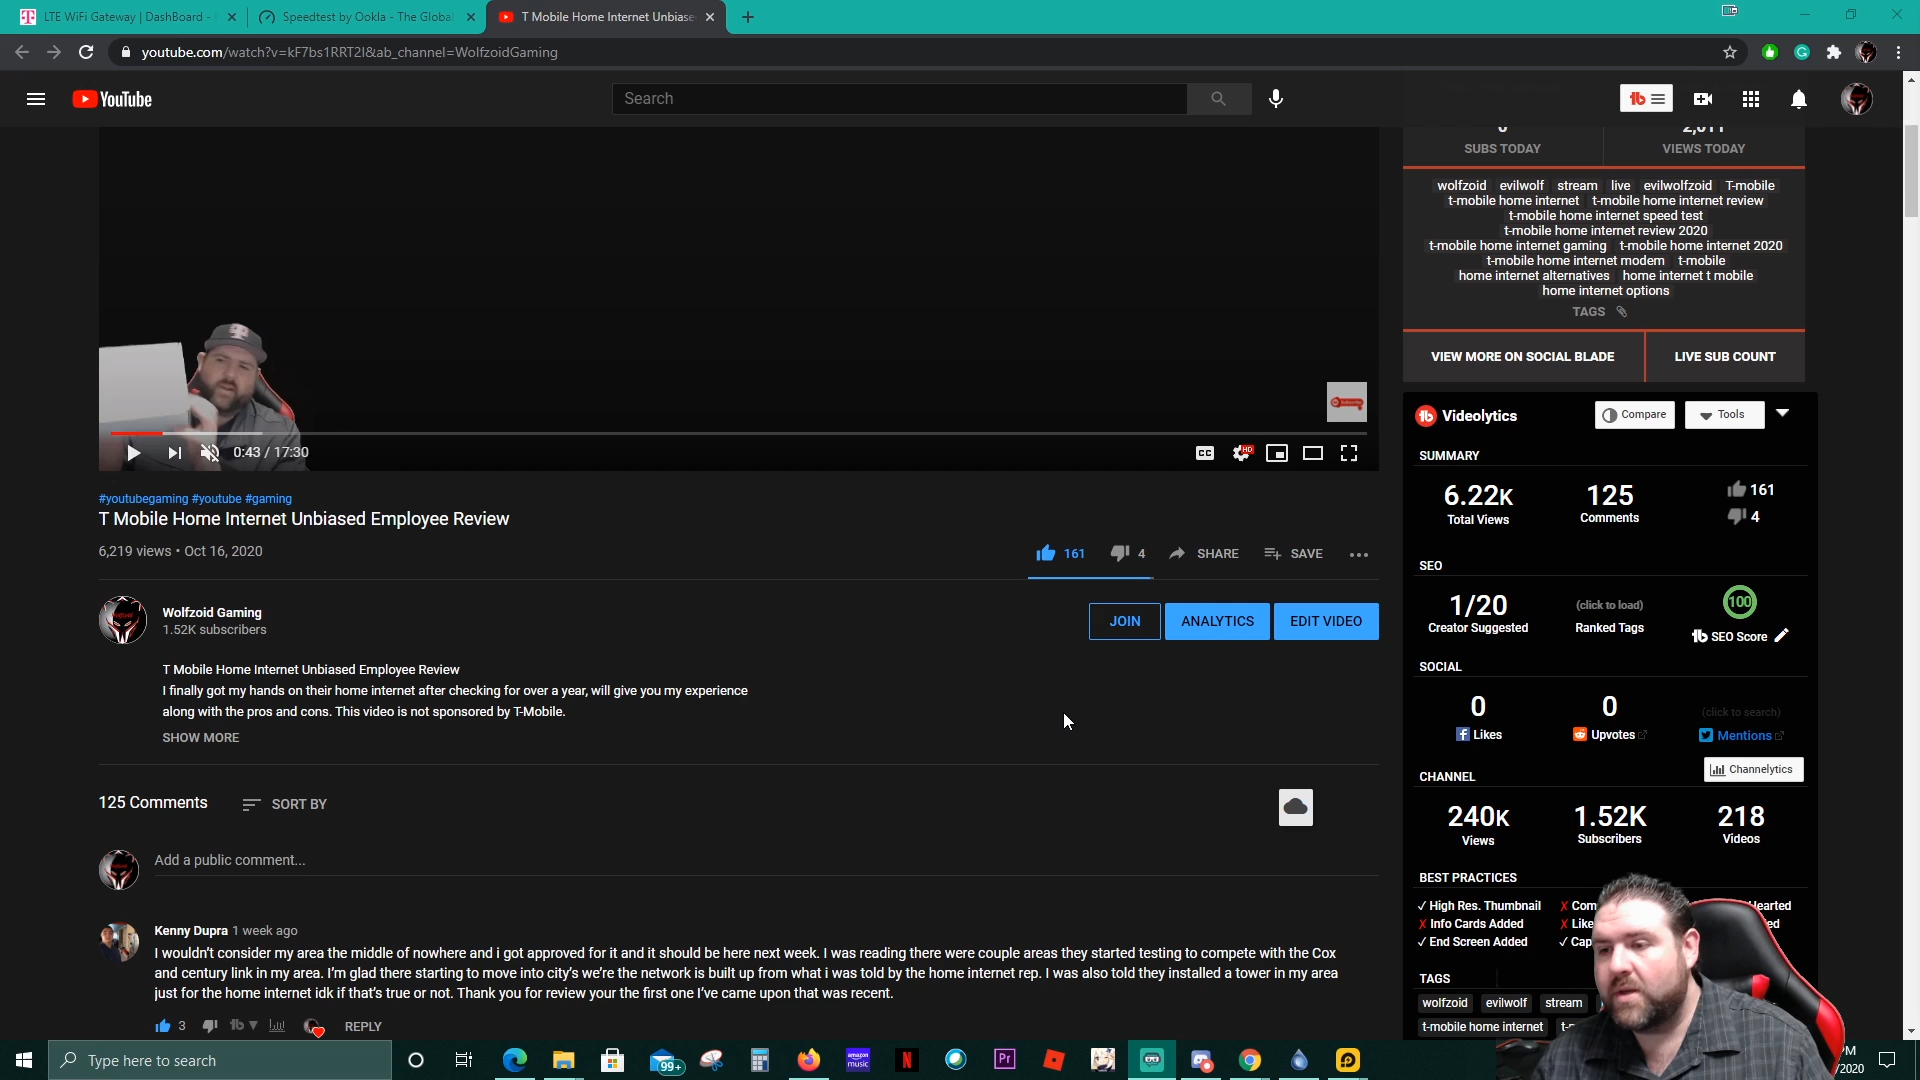 LTE WiFi Gateway | DashBoard -
Speedtest by Ookla - The Global
T Mobile Home Internet Unbiased
youtube.com/watch?v=kF7bs1RRT2I&ab_channel=WolfzoidGaming
YouTube
Search
SUBS TODAY
VIEWS TODAY
wolfzoid evilwolf stream live evilwolfzoid T-mobile
t-mobile home internet t-mobile home internet review
t-mobile home internet speed test
t-mobile home internet review 2020
t-mobile home internet gaming t-mobile home internet 2020
t-mobile home internet modem t-mobile
home internet alternatives home internet t mobile
home internet options
TAGS
VIEW MORE ON SOCIAL BLADE
LIVE SUB COUNT
0:43 / 17:30
CC
HD
#youtubegaming #youtube #gaming
T Mobile Home Internet Unbiased Employee Review
6,219 views • Oct 16, 2020
161
4
SHARE
SAVE
Wolfzoid Gaming
1.52K subscribers
JOIN
ANALYTICS
EDIT VIDEO
T Mobile Home Internet Unbiased Employee Review
I finally got my hands on their home internet after checking for over a year, will give you my experience
along with the pros and cons. This video is not sponsored by T-Mobile.
SHOW MORE
125 Comments
SORT BY
Add a public comment...
Kenny Dupra 1 week ago
I wouldn't consider my area the middle of nowhere and i got approved for it and it should be here next week. I was reading there were couple areas they started testing to compete with the Cox
and century link in my area. I'm glad there starting to move into city's we're the network is built up from what i was told by the home internet rep. I was also told they installed a tower in my area
just for the home internet idk if that's true or not. Thank you for review your the first one I've came upon that was recent.
3
REPLY
Videolytics
Compare
Tools
SUMMARY
6.22K
Total Views
125
Comments
161
4
SEO
1/20
Creator Suggested
(click to load)
Ranked Tags
100
SEO Score
SOCIAL
0
Likes
0
Upvotes
(click to search)
Mentions
CHANNEL
Channelytics
240K
Views
1.52K
Subscribers
218
Videos
BEST PRACTICES
✓ High Res. Thumbnail
✗ Info Cards Added
✓ End Screen Added
✗ Com
✗ Like
✓ Cap
Hearted
TAGS
wolfzoid evilwolf stream
t-mobile home internet t-
Type here to search
99+
Pr
PM
/2020